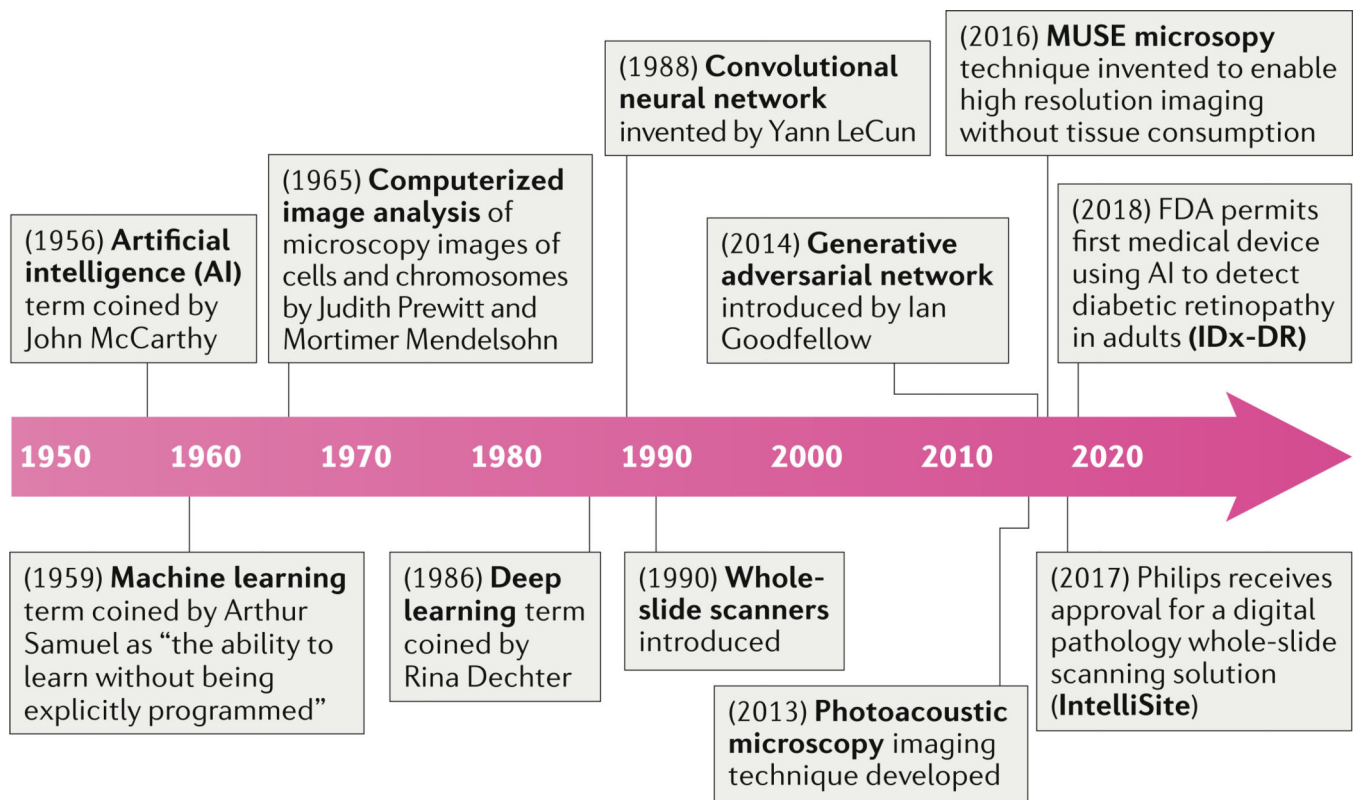 (1988) Convolutional
neural network
invented by Yann LeCun
(2016) MUSE microsopy
technique invented to enable
high resolution imaging
without tissue consumption
(1956) Artificial
intelligence (AI)
term coined by
John McCarthy
(1965) Computerized
image analysis of
microscopy images of
cells and chromosomes
by Judith Prewitt and
Mortimer Mendelsohn
(2014) Generative
adversarial network
introduced by Ian
Goodfellow
(2018) FDA permits
first medical device
using AI to detect
diabetic retinopathy
in adults (IDx-DR)
1950 1960 1970 1980 1990 2000 2010 2020
(1959) Machine learning
term coined by Arthur
Samuel as “the ability to
learn without being
explicitly programmed”
(1986) Deep
learning term
coined by
Rina Dechter
(1990) Whole-
slide scanners
introduced
(2013) Photoacoustic
microscopy imaging
technique developed
(2017) Philips receives
approval for a digital
pathology whole-slide
scanning solution
(IntelliSite)